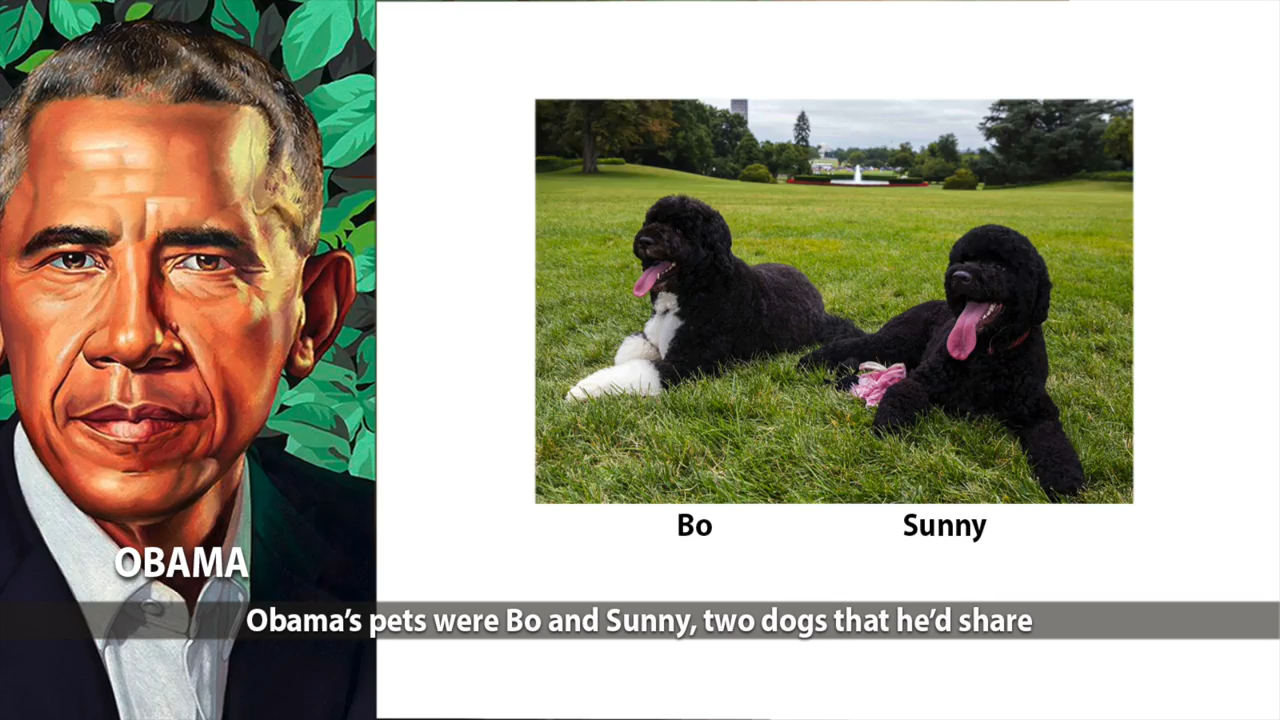 Bo
Sunny
OBAMA
Obama’s pets were Bo and Sunny, two dogs that he’d share